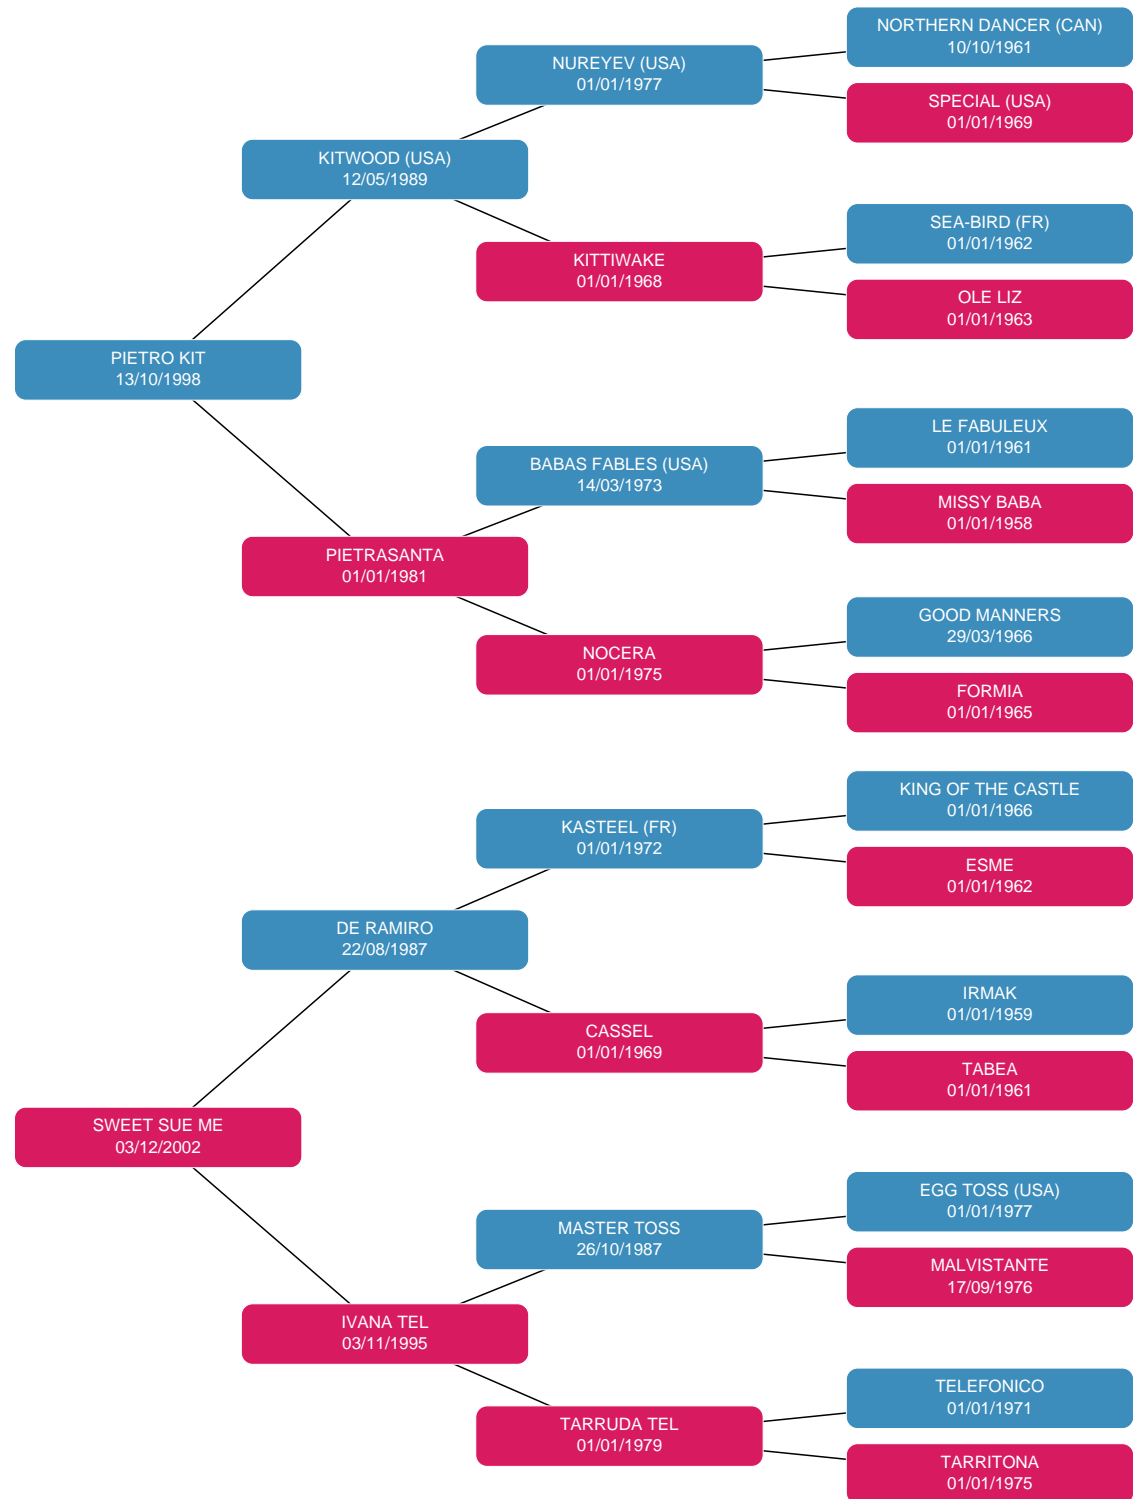 NORTHERN DANCER (CAN)
10/10/1961
NUREYEV (USA)
01/01/1977
SPECIAL (USA)
01/01/1969
KITWOOD (USA)
12/05/1989
SEA-BIRD (FR)
01/01/1962
KITTIWAKE
01/01/1968
OLE LIZ
01/01/1963
PIETRO KIT
13/10/1998
LE FABULEUX
01/01/1961
BABAS FABLES (USA)
14/03/1973
MISSY BABA
01/01/1958
PIETRASANTA
01/01/1981
GOOD MANNERS
29/03/1966
NOCERA
01/01/1975
FORMIA
01/01/1965
KING OF THE CASTLE
01/01/1966
KASTEEL (FR)
01/01/1972
ESME
01/01/1962
DE RAMIRO
22/08/1987
IRMAK
01/01/1959
CASSEL
01/01/1969
TABEA
01/01/1961
SWEET SUE ME
03/12/2002
EGG TOSS (USA)
01/01/1977
MASTER TOSS
26/10/1987
MALVISTANTE
17/09/1976
IVANA TEL
03/11/1995
TELEFONICO
01/01/1971
TARRUDA TEL
01/01/1979
TARRITONA
01/01/1975